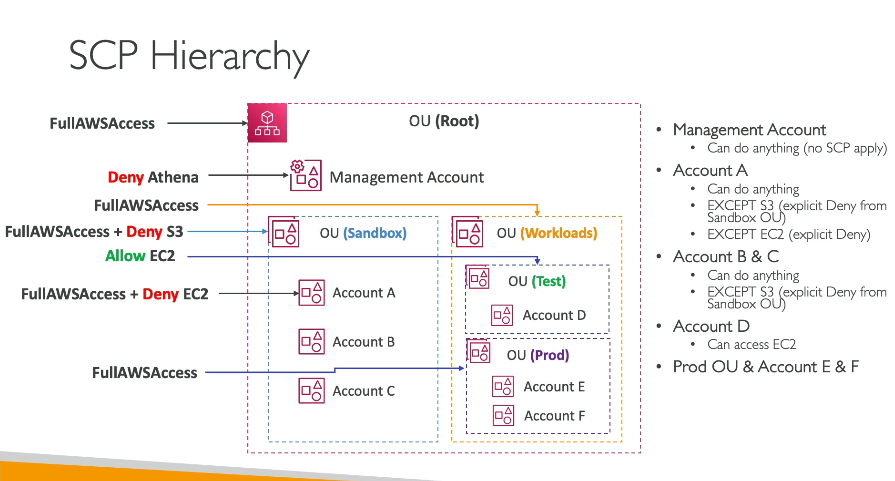 SCP Hierarchy
FullAWSAccess
OU (Root)
Deny Athena
Management Account
FullAWSAccess
FullAWSAccess + Deny S3
OU (Sandbox)
OU (Workloads)
Allow EC2
OU (Test)
FullAWSAccess + Deny EC2
Account A
Account D
Account B
OU (Prod)
FullAWSAccess
Account C
Account E
Account F
• Management Account
• Can do anything (no SCP apply)
• Account A
• Can do anything
• EXCEPT S3 (explicit Deny from
Sandbox OU)
• EXCEPT EC2 (explicit Deny)
• Account B & C
• Can do anything
• EXCEPT S3 (explicit Deny from
Sandbox OU)
• Account D
• Can access EC2
• Prod OU & Account E & F